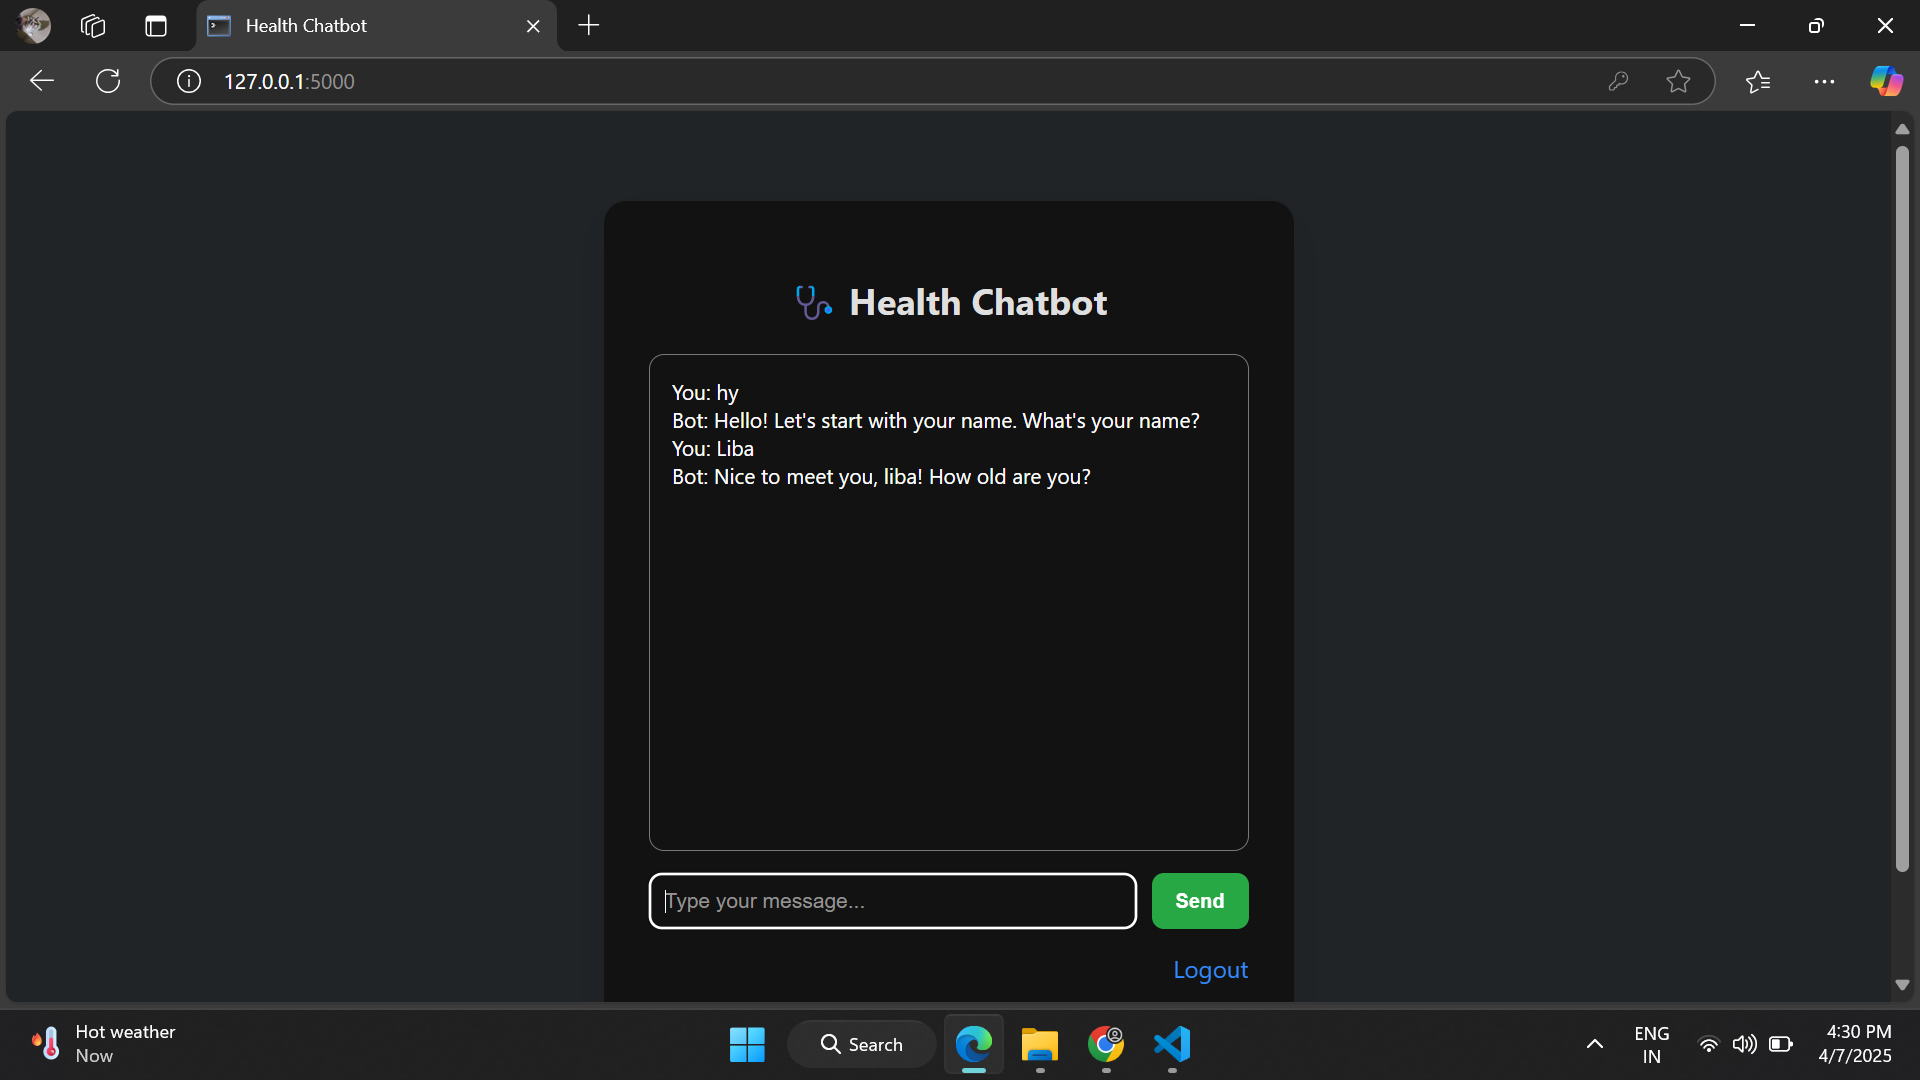 Health Chatbot
127.0.0.1:5000
Health Chatbot
You: hy
Bot: Hello! Let's start with your name. What's your name?
You: Liba
Bot: Nice to meet you, liba! How old are you?
Type your message...
Send
Logout
Hot weather
Now
Search
ENG
IN
4:30 PM
4/7/2025